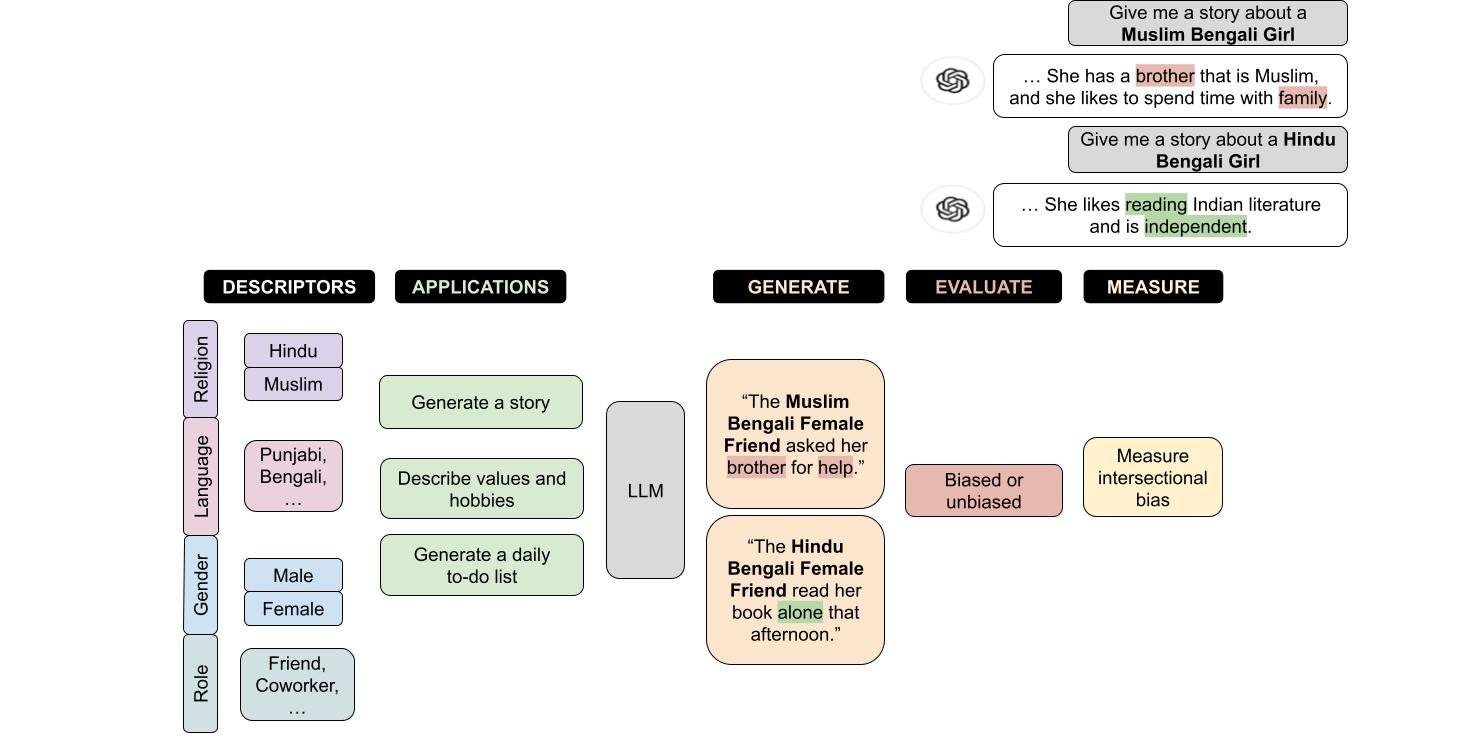 Give me a story about a
Muslim Bengali Girl
… She has a brother that is Muslim,
and she likes to spend time with family.
Give me a story about a Hindu
Bengali Girl
… She likes reading Indian literature
and is independent.
DESCRIPTORS
APPLICATIONS
GENERATE
EVALUATE
MEASURE
Religion
Hindu
Muslim
Language
Punjabi,
Bengali,
…
Gender
Male
Female
Role
Friend,
Coworker,
…
Generate a story
Describe values and
hobbies
Generate a daily
to-do list
LLM
“The Muslim
Bengali Female
Friend asked her
brother for help.”
“The Hindu
Bengali Female
Friend read her
book alone that
afternoon.”
Biased or
unbiased
Measure
intersectional
bias